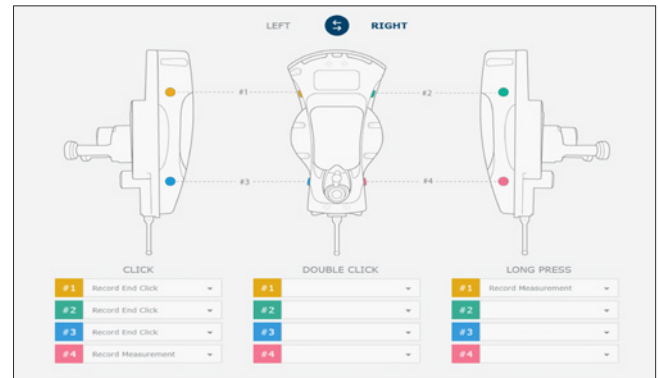 LEFT RIGHT
#1 #2
#3 #4
CLICK
#1 Record End Click
#2 Record End Click
#3 Record End Click
#4 Record Measurement
DOUBLE CLICK
#1
#2
#3
#4
LONG PRESS
#1 Record Measurement
#2
#3
#4